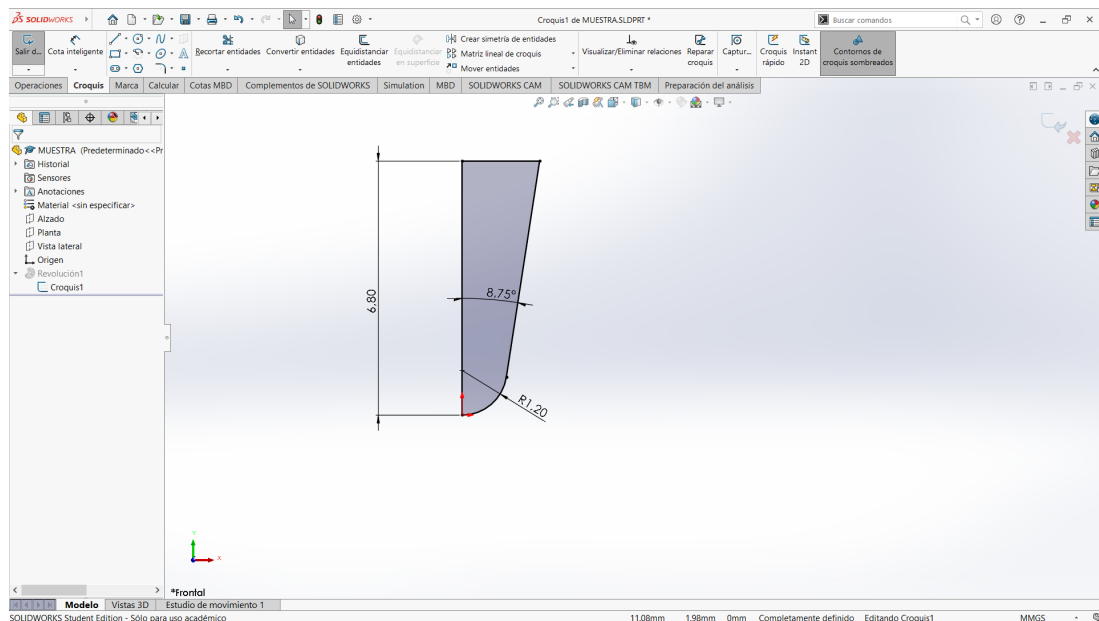 SOLIDWORKS
Croquis1 de MUESTRA.SLDPRT *
Buscar comandos
Salir d...
Cota inteligente
Recortar entidades
Convertir entidades
Equidistanciar entidades
Equidistanciar en superficie
Crear simetría de entidades
Matriz lineal de croquis
Mover entidades
Visualizar/Eliminar relaciones
Reparar croquis
Captur...
Croquis rápido
Instant 2D
Contornos de croquis sombreados
Operaciones Croquis Marca Calcular Cotas MBD Complementos de SOLIDWORKS Simulation MBD SOLIDWORKS CAM SOLIDWORKS CAM TBM Preparación del análisis
MUESTRA (Predeterminado<<Pr
Historial
Sensores
Anotaciones
Material <sin especificar>
Alzado
Planta
Vista lateral
Origen
Revolución1
Croquis1
6.80
8.75°
R1.20
Y
X
*Frontal
Modelo Vistas 3D Estudio de movimiento 1
SOLIDWORKS Student Edition - Sólo para uso académico
11.08mm 1.98mm 0mm Completamente definido Editando Croquis1 MMGS